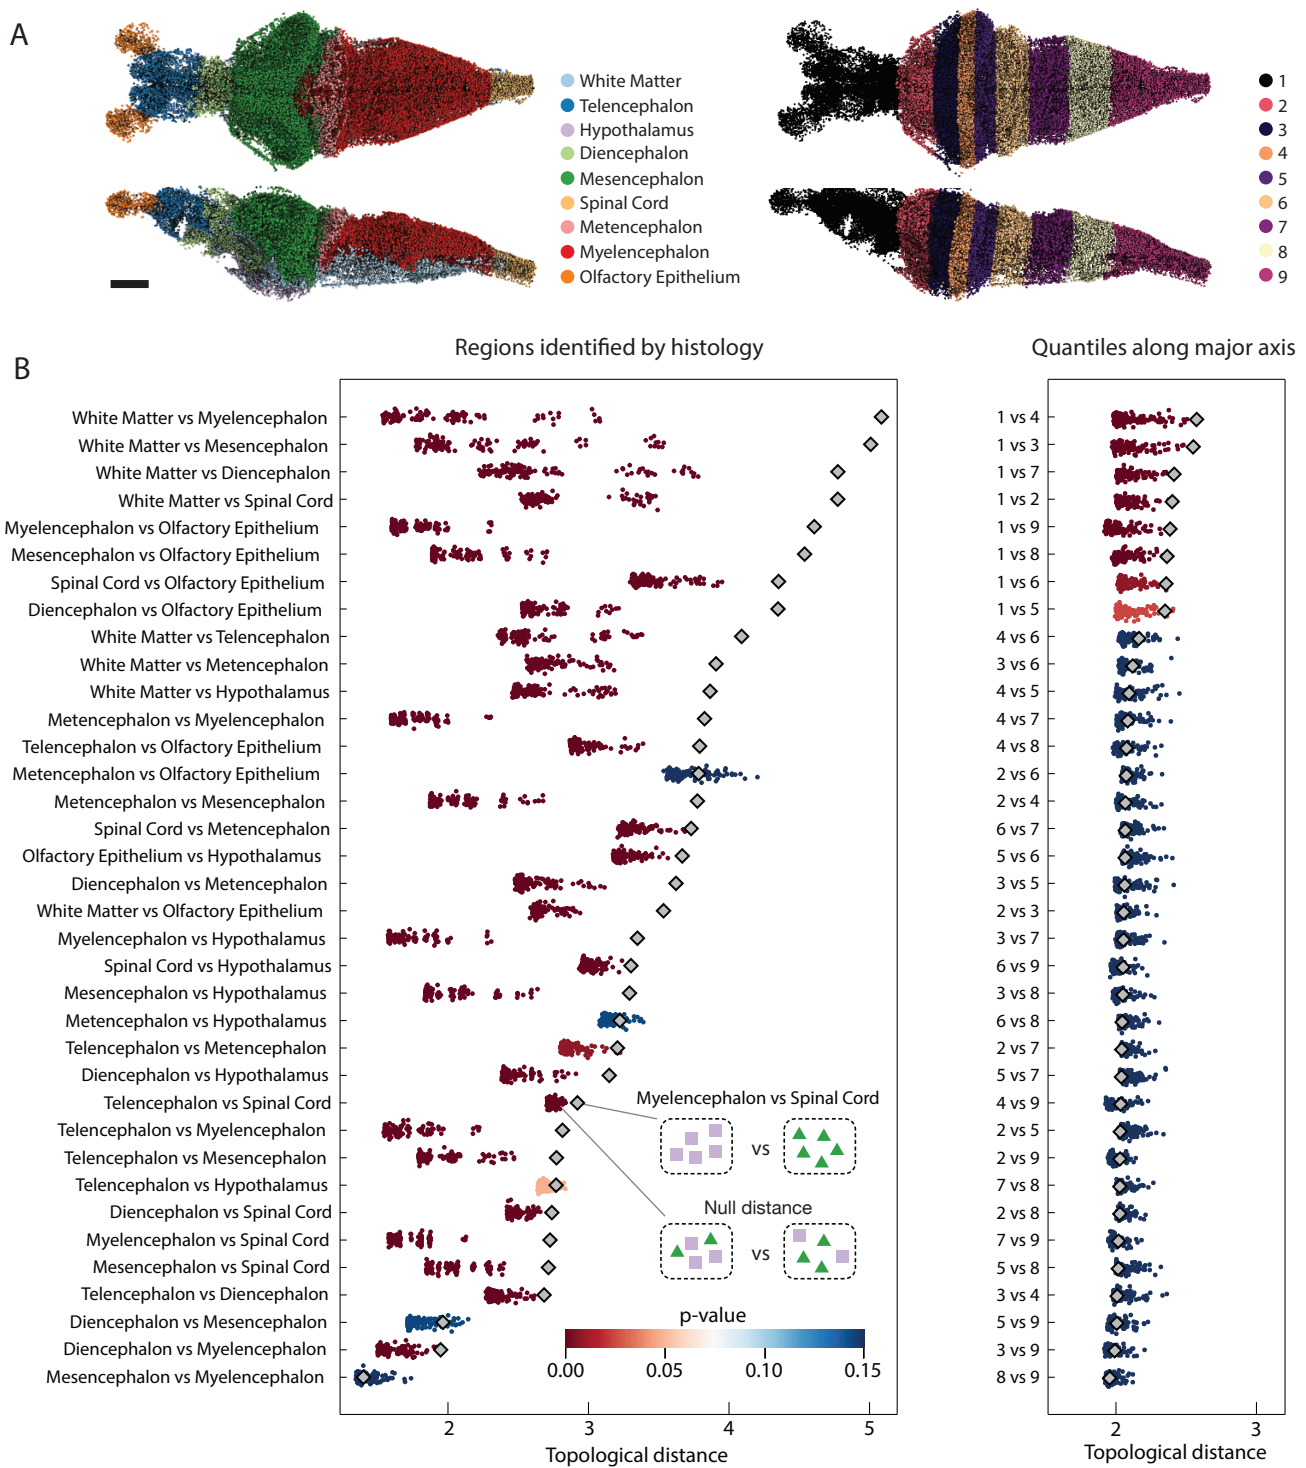 A
White Matter
Telencephalon
Hypothalamus
Diencephalon
Mesencephalon
Spinal Cord
Metencephalon
Myelencephalon
Olfactory Epithelium
1
2
3
4
5
6
7
8
9
B
Regions identified by histology
White Matter vs Myelencephalon
White Matter vs Mesencephalon
White Matter vs Diencephalon
White Matter vs Spinal Cord
Myelencephalon vs Olfactory Epithelium
Mesencephalon vs Olfactory Epithelium
Spinal Cord vs Olfactory Epithelium
Diencephalon vs Olfactory Epithelium
White Matter vs Telencephalon
White Matter vs Metencephalon
White Matter vs Hypothalamus
Metencephalon vs Myelencephalon
Telencephalon vs Olfactory Epithelium
Metencephalon vs Olfactory Epithelium
Metencephalon vs Mesencephalon
Spinal Cord vs Metencephalon
Olfactory Epithelium vs Hypothalamus
Diencephalon vs Metencephalon
White Matter vs Olfactory Epithelium
Myelencephalon vs Hypothalamus
Spinal Cord vs Hypothalamus
Mesencephalon vs Hypothalamus
Metencephalon vs Hypothalamus
Telencephalon vs Metencephalon
Diencephalon vs Hypothalamus
Telencephalon vs Spinal Cord
Telencephalon vs Myelencephalon
Telencephalon vs Mesencephalon
Telencephalon vs Hypothalamus
Diencephalon vs Spinal Cord
Myelencephalon vs Spinal Cord
Mesencephalon vs Spinal Cord
Telencephalon vs Diencephalon
Diencephalon vs Mesencephalon
Diencephalon vs Myelencephalon
Mesencephalon vs Myelencephalon
Myelencephalon vs Spinal Cord
vs
Null distance
vs
p-value
0.00 0.05 0.10 0.15
2 3 4 5
Topological distance
Quantiles along major axis
1 vs 4
1 vs 3
1 vs 7
1 vs 2
1 vs 9
1 vs 8
1 vs 6
1 vs 5
4 vs 6
3 vs 6
4 vs 5
4 vs 7
4 vs 8
2 vs 6
2 vs 4
6 vs 7
5 vs 6
3 vs 5
2 vs 3
3 vs 7
6 vs 9
3 vs 8
6 vs 8
2 vs 7
5 vs 7
4 vs 9
2 vs 5
2 vs 9
7 vs 8
2 vs 8
7 vs 9
5 vs 8
3 vs 4
5 vs 9
3 vs 9
8 vs 9
2 3
Topological distance